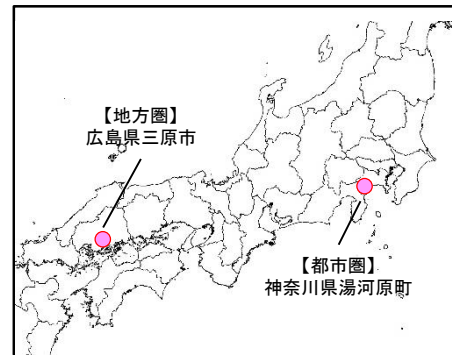 【地方圏】
広島県三原市
【都市圏】
神奈川県湯河原町